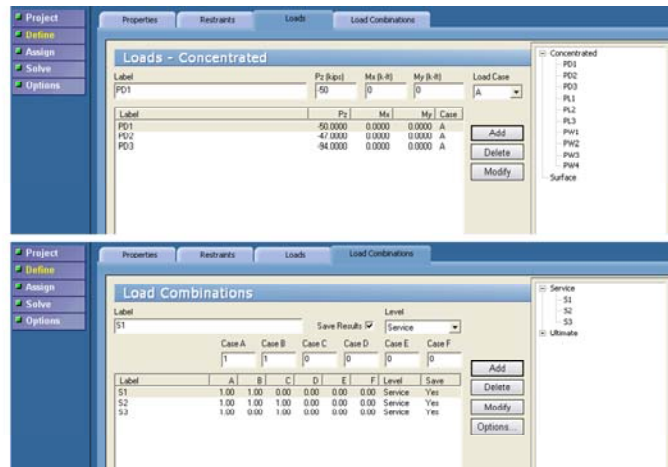 Project
Define
Assign
Solve
Options
Properties Restraints Loads Load Combinations
Loads - Concentrated
Label Pz (kips) Mx (k-ft) My (k-ft) Load Case
PD1 -50 0 0 A
Label Pz Mx My Case
PD1 -50.0000 0.0000 0.0000 A
PD2 -47.0000 0.0000 0.0000 A
PD3 -94.0000 0.0000 0.0000 A
Add
Delete
Modify
Concentrated
PD1
PD2
PD3
PL1
PL2
PL3
PW1
PW2
PW3
PW4
Surface
Project
Define
Assign
Solve
Options
Properties Restraints Loads Load Combinations
Load Combinations
Label Level
S1 Save Results Service
Case A Case B Case C Case D Case E Case F
1 1 0 0 0 0
Label A B C D E F Level Save
S1 1.00 1.00 0.00 0.00 0.00 0.00 Service Yes
S2 1.00 1.00 1.00 0.00 0.00 0.00 Service Yes
S3 1.00 0.00 1.00 0.00 0.00 0.00 Service Yes
Add
Delete
Modify
Options...
Service
S1
S2
S3
Ultimate